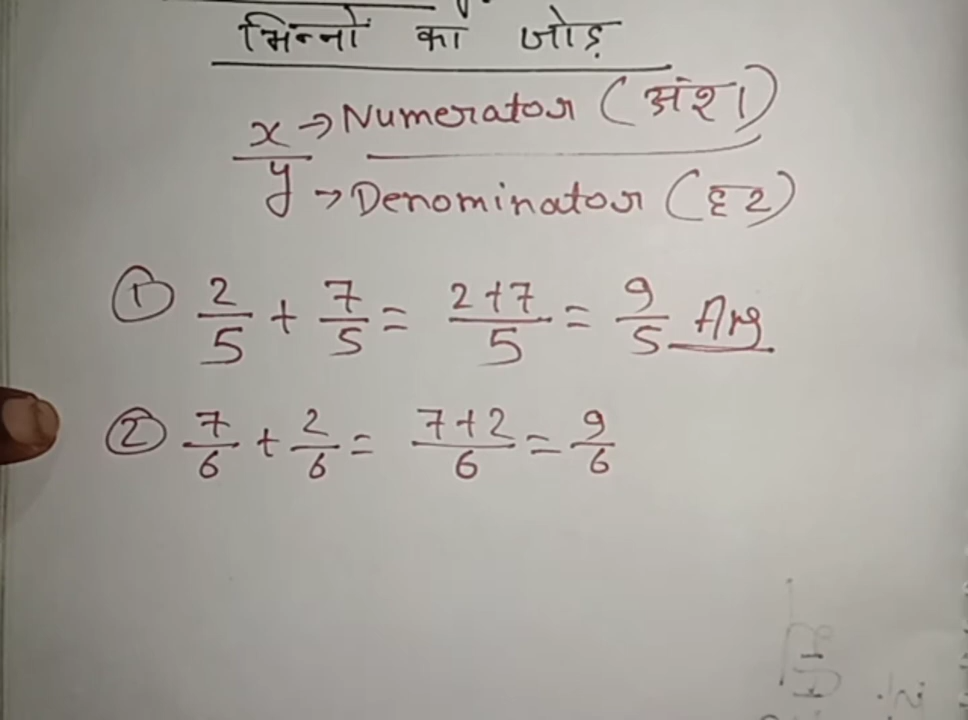 भिन्नों का जोड़
x → Numerator (अंश)
y → Denominator (हर)
① 2/5 + 7/5 = 2+7/5 = 9/5 Ans
② 7/6 + 2/6 = 7+2/6 = 9/6